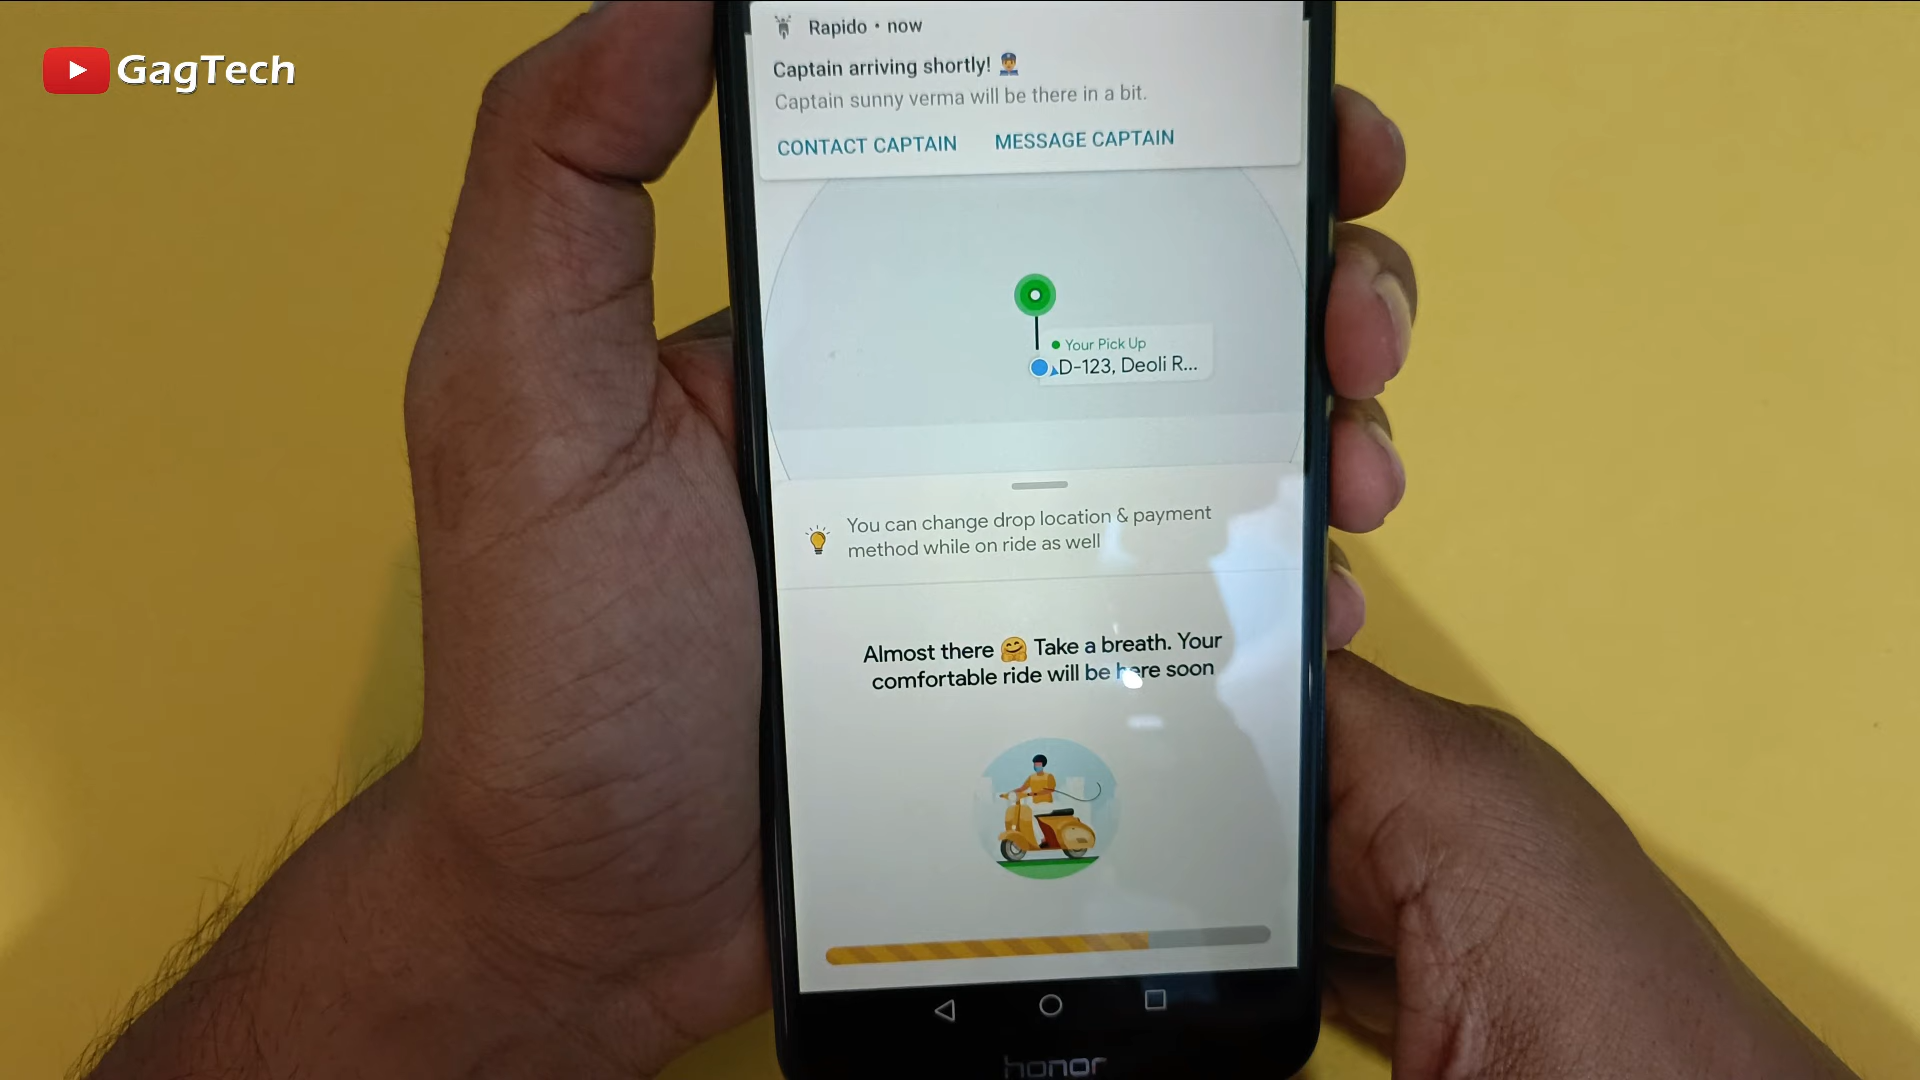 GagTech
Rapido • now
Captain arriving shortly! 👮
Captain sunny verma will be there in a bit.
CONTACT CAPTAIN MESSAGE CAPTAIN
Your Pick Up
D-123, Deoli R...
You can change drop location & payment
method while on ride as well
Almost there 🤗 Take a breath. Your
comfortable ride will be here soon
honor